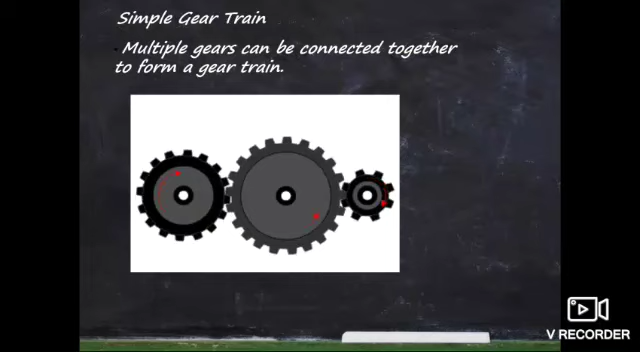 Simple Gear Train
· Multiple gears can be connected together
to form a gear train.
V RECORDER